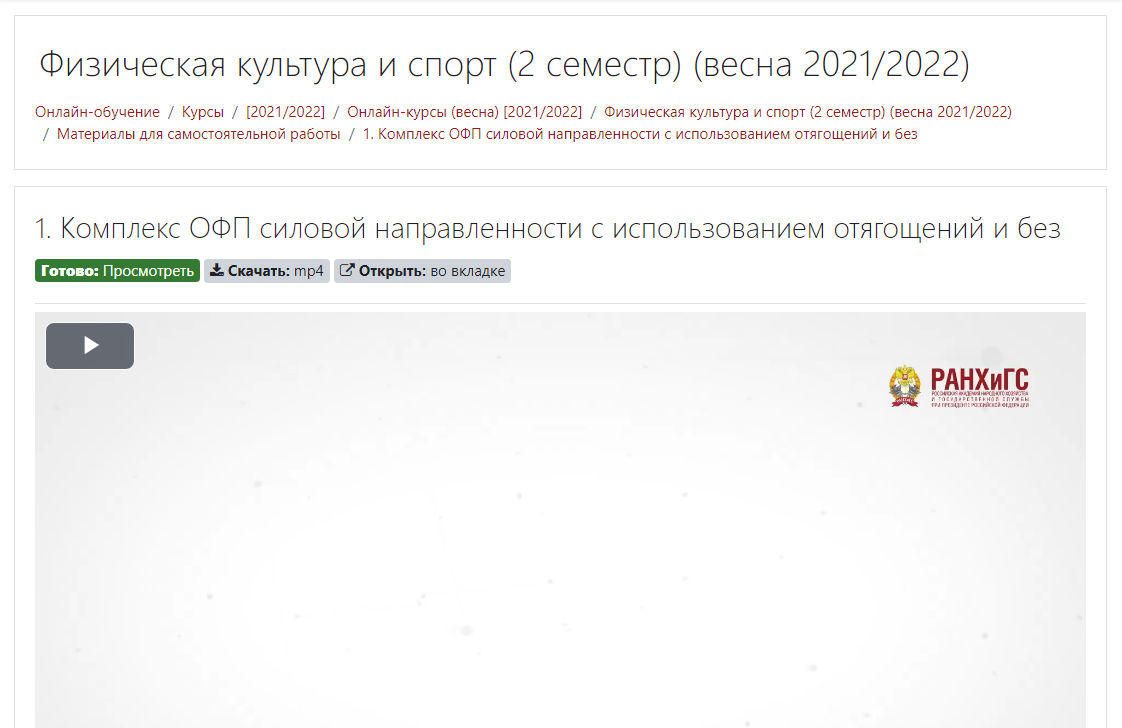 Физическая культура и спорт (2 семестр) (весна 2021/2022)
Онлайн-обучение / Курсы / [2021/2022] / Онлайн-курсы (весна) [2021/2022] / Физическая культура и спорт (2 семестр) (весна 2021/2022)
/ Материалы для самостоятельной работы / 1. Комплекс ОФП силовой направленности с использованием отягощений и без
1. Комплекс ОФП силовой направленности с использованием отягощений и без
Готово: Просмотреть Скачать: mp4 Открыть: во вкладке
РАНХиГС
РОССИЙСКАЯ АКАДЕМИЯ НАРОДНОГО ХОЗЯЙСТВА
И ГОСУДАРСТВЕННОЙ СЛУЖБЫ
ПРИ ПРЕЗИДЕНТЕ РОССИЙСКОЙ ФЕДЕРАЦИИ